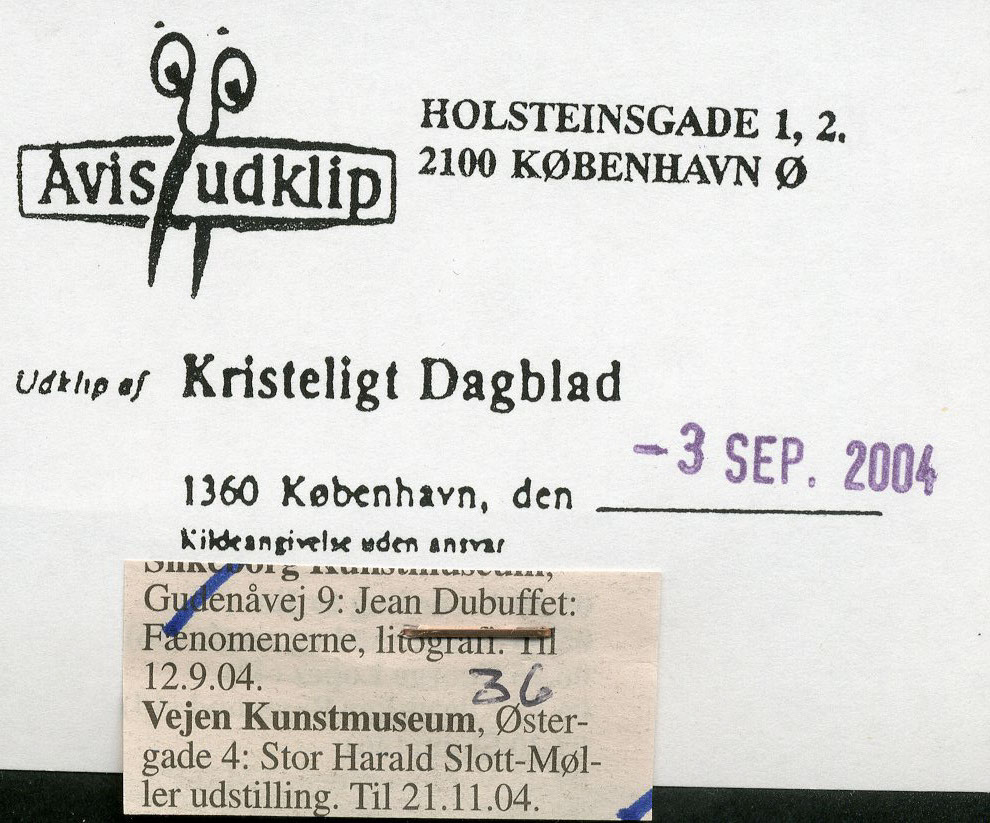 Avis udklip
HOLSTEINSGADE 1, 2.
2100 KØBENHAVN Ø
Udklip af Kristeligt Dagblad
- 3 SEP. 2004
1360 København, den
Kildeangivelse uden ansvar
Silkeborg Kunstmuseum,
Gudenåvej 9: Jean Dubuffet:
Fænomenerne, litografi. Til
12.9.04.
36
Vejen Kunstmuseum, Øster-
gade 4: Stor Harald Slott-Møl-
ler udstilling. Til 21.11.04.